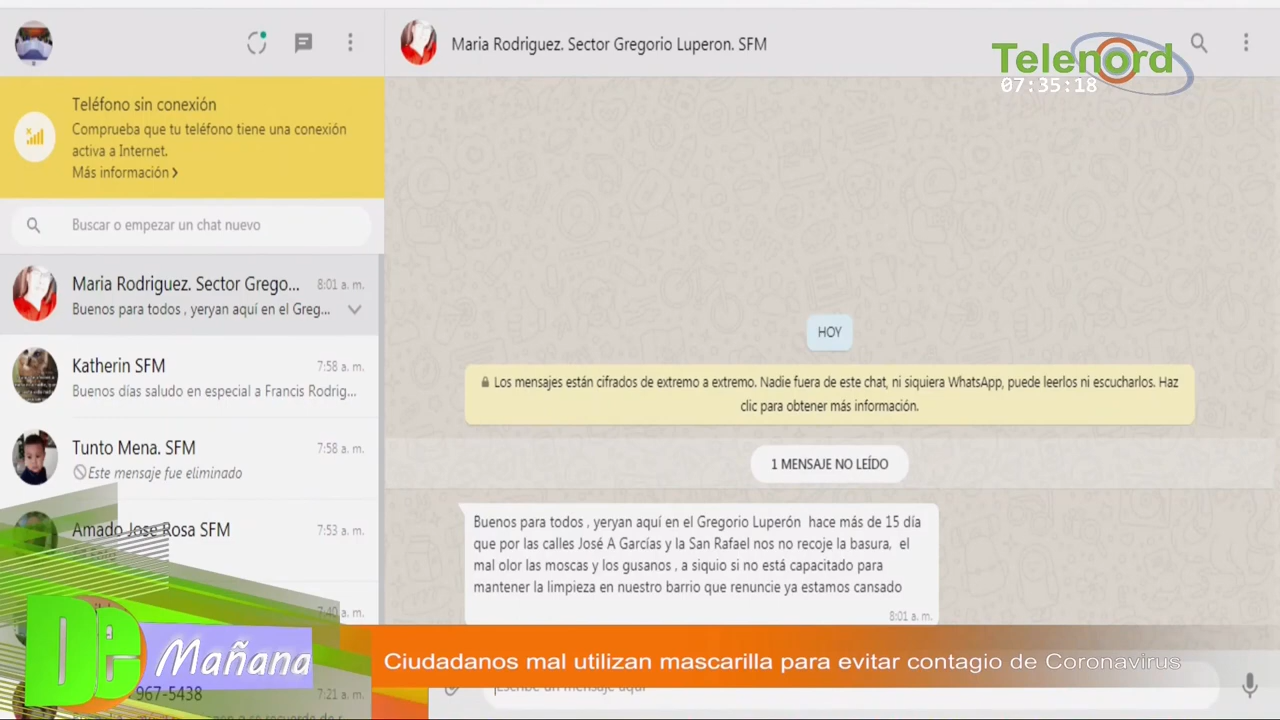 Maria Rodriguez. Sector Gregorio Luperon. SFM
Telenord
07:35:18
Teléfono sin conexión
Comprueba que tu teléfono tiene una conexión
activa a Internet.
Más información
Buscar o empezar un chat nuevo
Maria Rodriguez. Sector Grego... 8:01 a. m.
Buenos para todos , yeryan aquí en el Greg...
Katherin SFM 7:58 a. m.
Buenos días saludo en especial a Francis Rodrig...
Tunto Mena. SFM 7:58 a. m.
Este mensaje fue eliminado
Amado Jose Rosa SFM 7:53 a. m.
7:40 a. m.
967-5438 7:21 a. m.
HOY
Los mensajes están cifrados de extremo a extremo. Nadie fuera de este chat, ni siquiera WhatsApp, puede leerlos ni escucharlos. Haz
clic para obtener más información.
1 MENSAJE NO LEÍDO
Buenos para todos , yeryan aquí en el Gregorio Luperón hace más de 15 día
que por las calles José A Garcías y la San Rafael nos no recoje la basura, el
mal olor las moscas y los gusanos , a siquio si no está capacitado para
mantener la limpieza en nuestro barrio que renuncie ya estamos cansado
8:01 a. m.
De Mañana
Ciudadanos mal utilizan mascarilla para evitar contagio de Coronavirus
Escribe un mensaje aquí